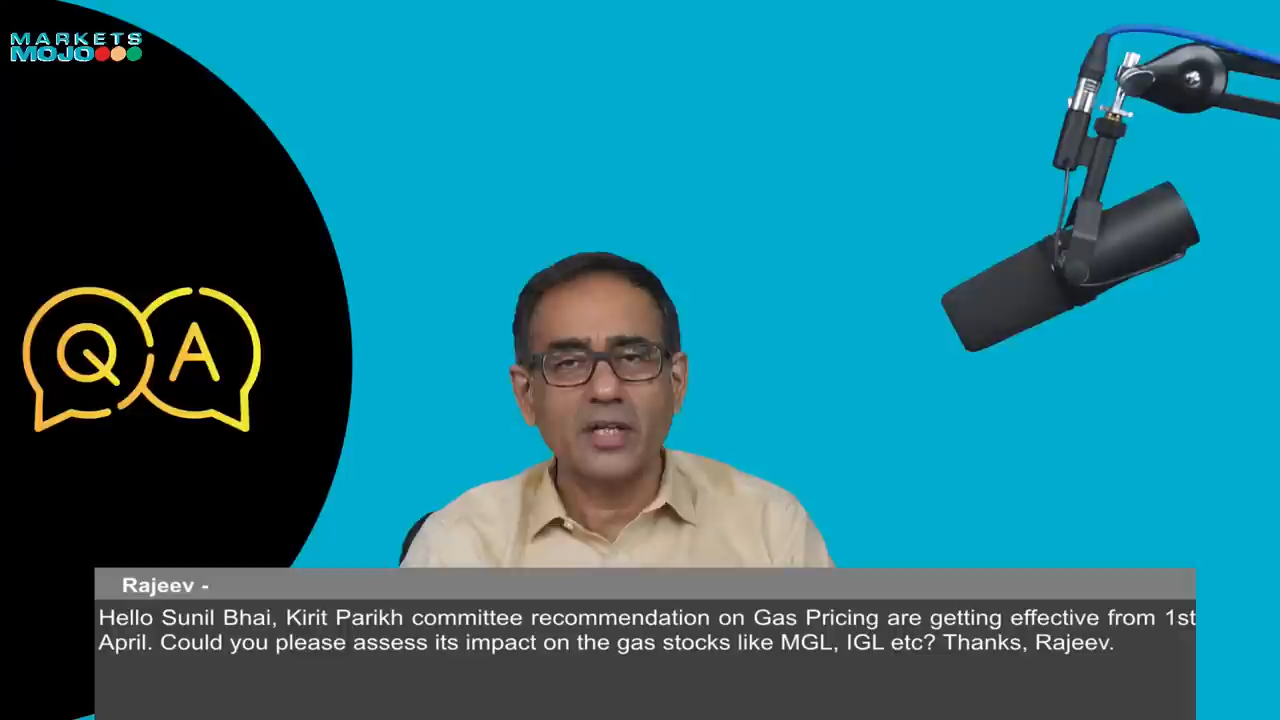 MARKETS
MOJO
Q A
Rajeev -
Hello Sunil Bhai, Kirit Parikh committee recommendation on Gas Pricing are getting effective from 1st
April. Could you please assess its impact on the gas stocks like MGL, IGL etc? Thanks, Rajeev.